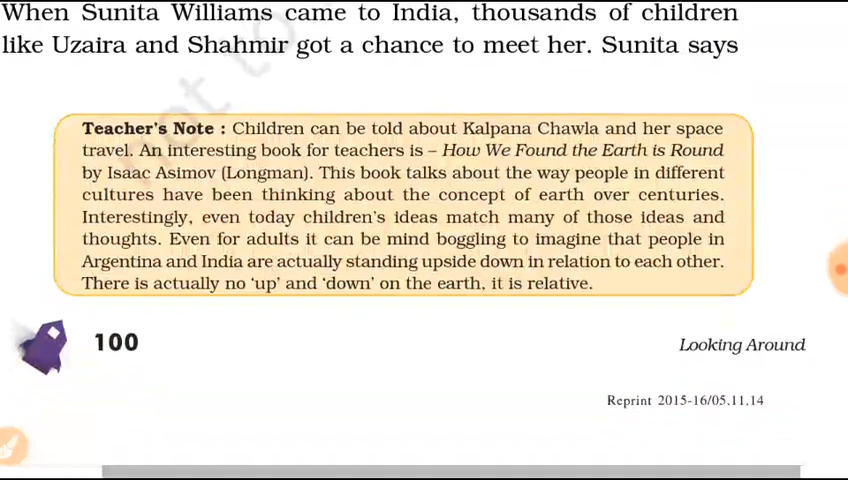 When Sunita Williams came to India, thousands of children
like Uzaira and Shahmir got a chance to meet her. Sunita says
not to
Teacher's Note : Children can be told about Kalpana Chawla and her space
travel. An interesting book for teachers is – How We Found the Earth is Round
by Isaac Asimov (Longman). This book talks about the way people in different
cultures have been thinking about the concept of earth over centuries.
Interestingly, even today children's ideas match many of those ideas and
thoughts. Even for adults it can be mind boggling to imagine that people in
Argentina and India are actually standing upside down in relation to each other.
There is actually no 'up' and 'down' on the earth, it is relative.
100
Looking Around
Reprint 2015-16/05.11.14